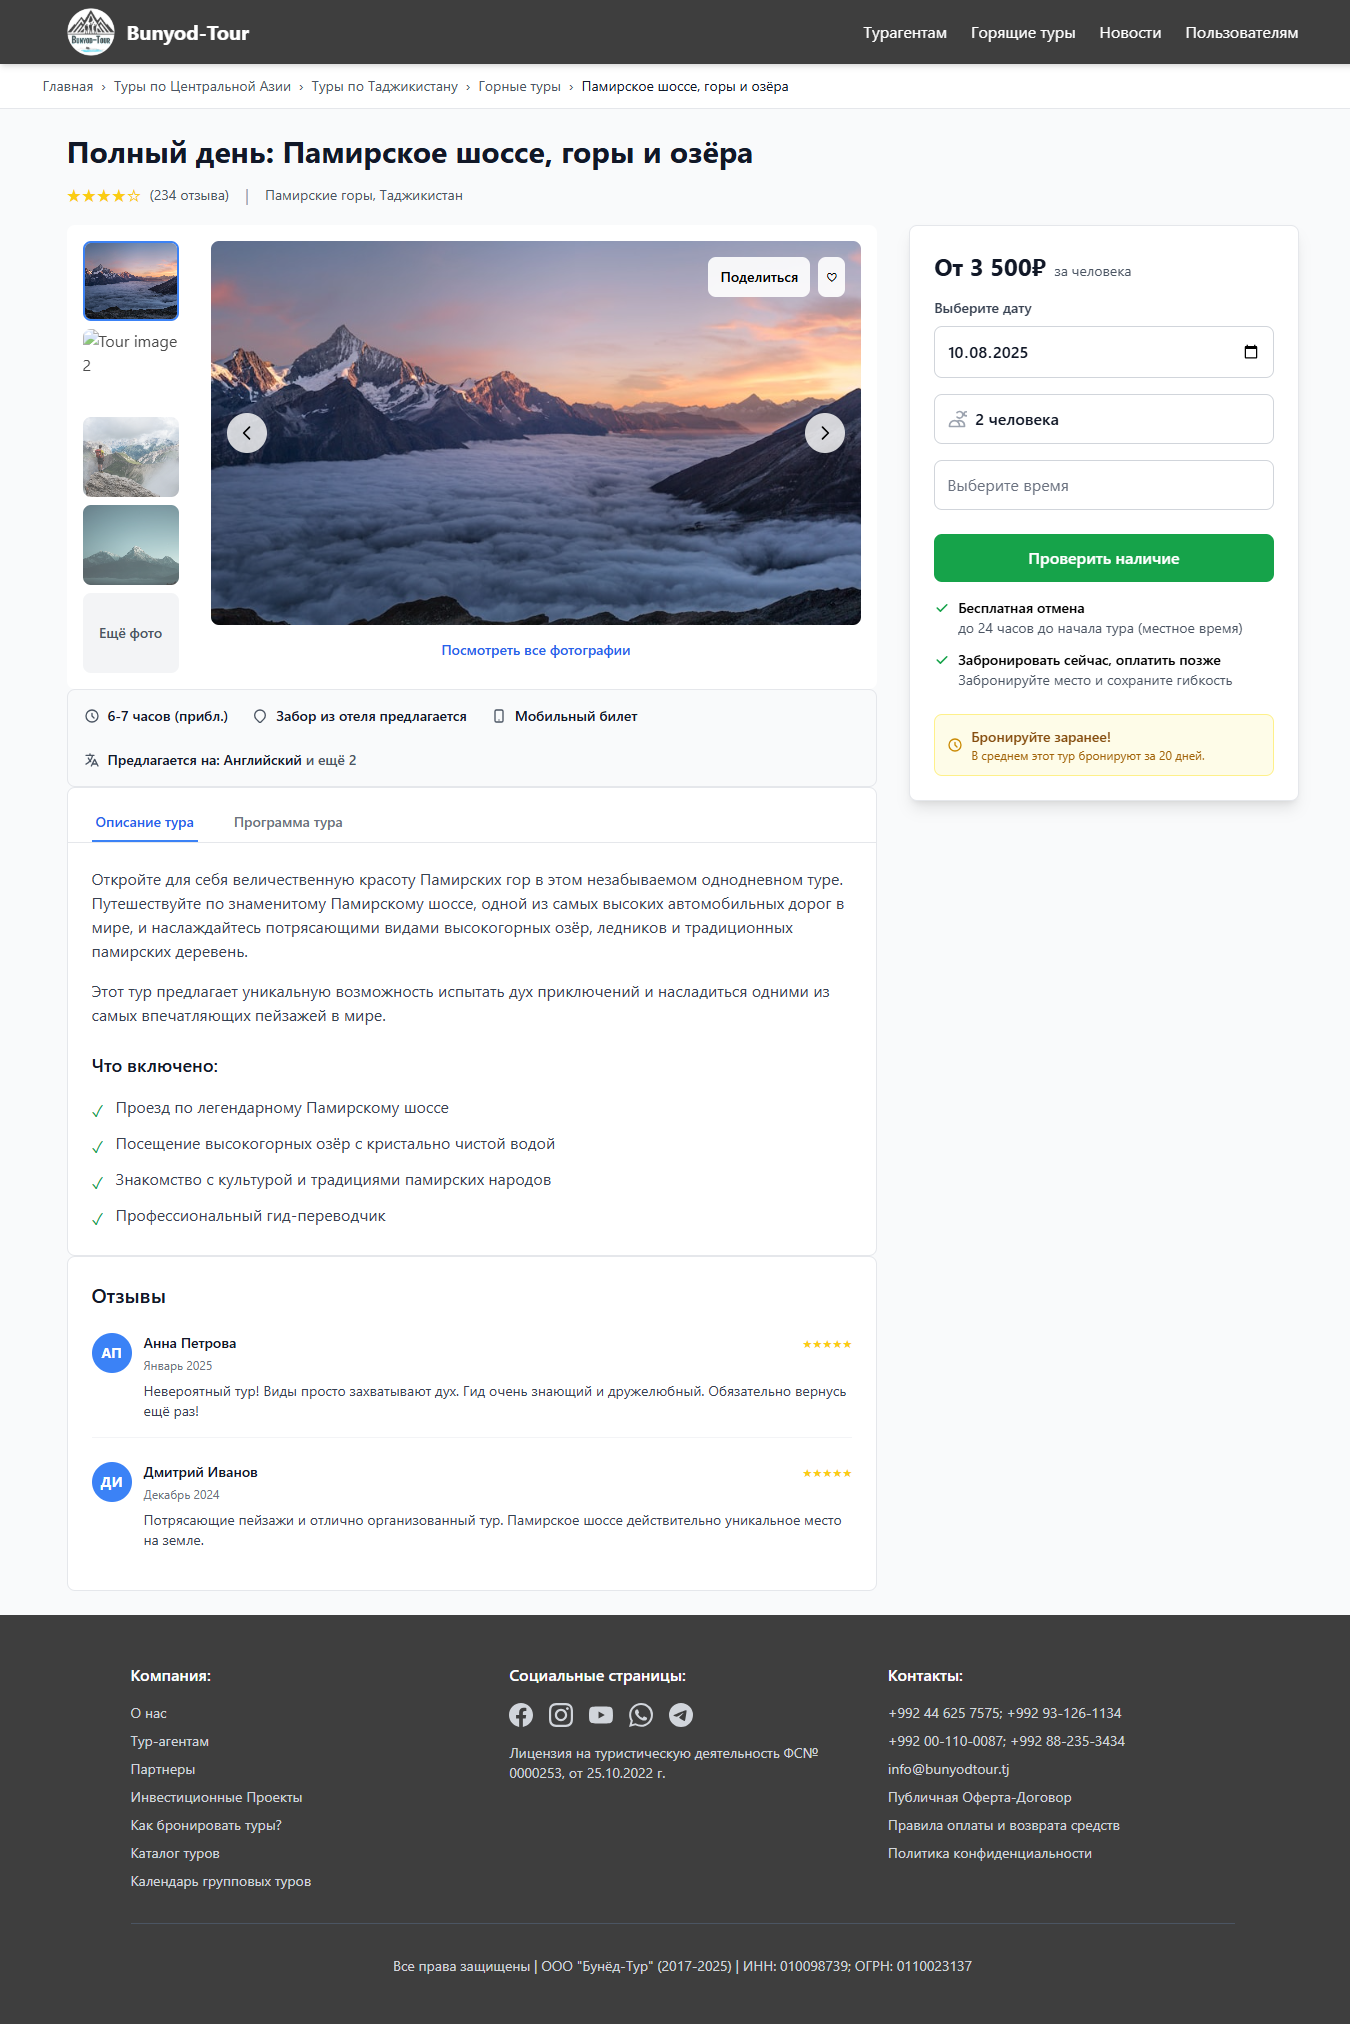 Bunyod-Tour
Bunyod-Tour
Турагентам
Горящие туры
Новости
Пользователям
Главная › Туры по Центральной Азии › Туры по Таджикистану › Горные туры › Памирское шоссе, горы и озёра
Полный день: Памирское шоссе, горы и озёра
★★★★☆ (234 отзыва) | Памирские горы, Таджикистан
Tour image
2
Ещё фото
Поделиться
Посмотреть все фотографии
От 3 500₽ за человека
Выберите дату
10.08.2025
2 человека
Выберите время
Проверить наличие
Бесплатная отмена
до 24 часов до начала тура (местное время)
Забронировать сейчас, оплатить позже
Забронируйте место и сохраните гибкость
Бронируйте заранее!
В среднем этот тур бронируют за 20 дней.
6-7 часов (прибл.)
Забор из отеля предлагается
Мобильный билет
Предлагается на: Английский и ещё 2
Описание тура
Программа тура
Откройте для себя величественную красоту Памирских гор в этом незабываемом однодневном туре.
Путешествуйте по знаменитому Памирскому шоссе, одной из самых высоких автомобильных дорог в
мире, и наслаждайтесь потрясающими видами высокогорных озёр, ледников и традиционных
памирских деревень.
Этот тур предлагает уникальную возможность испытать дух приключений и насладиться одними из
самых впечатляющих пейзажей в мире.
Что включено:
✓ Проезд по легендарному Памирскому шоссе
✓ Посещение высокогорных озёр с кристально чистой водой
✓ Знакомство с культурой и традициями памирских народов
✓ Профессиональный гид-переводчик
Отзывы
АП
Анна Петрова
★★★★★
Январь 2025
Невероятный тур! Виды просто захватывают дух. Гид очень знающий и дружелюбный. Обязательно вернусь
ещё раз!
ДИ
Дмитрий Иванов
★★★★★
Декабрь 2024
Потрясающие пейзажи и отлично организованный тур. Памирское шоссе действительно уникальное место
на земле.
Компания:
О нас
Тур-агентам
Партнеры
Инвестиционные Проекты
Как бронировать туры?
Каталог туров
Календарь групповых туров
Социальные страницы:
Лицензия на туристическую деятельность ФС№
0000253, от 25.10.2022 г.
Контакты:
+992 44 625 7575; +992 93-126-1134
+992 00-110-0087; +992 88-235-3434
info@bunyodtour.tj
Публичная Оферта-Договор
Правила оплаты и возврата средств
Политика конфиденциальности
Все права защищены | ООО "Бунёд-Тур" (2017-2025) | ИНН: 010098739; ОГРН: 0110023137